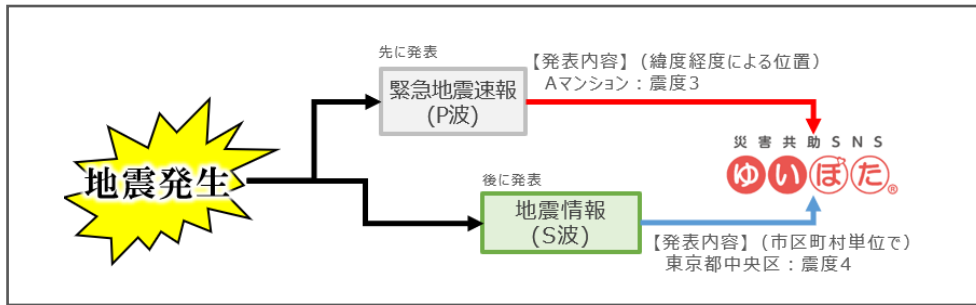 地震発生
先に発表
緊急地震速報
(P波)
【発表内容】(緯度経度による位置)
Aマンション：震度3
災害共助SNS
ゆいぽた®
後に発表
地震情報
(S波)
【発表内容】(市区町村単位で)
東京都中央区：震度4